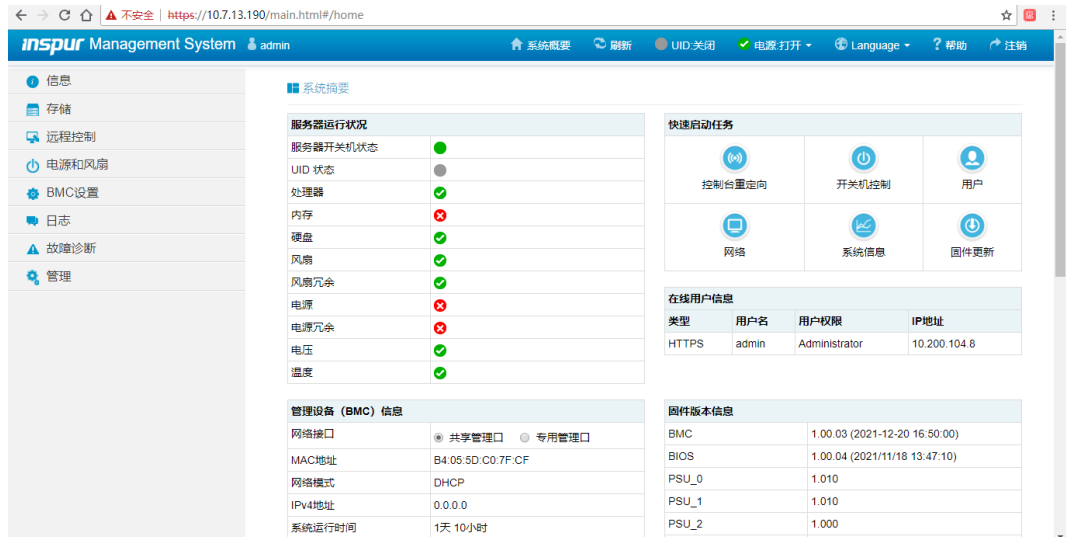 不安全 | https://10.7.13.190/main.html#/home
inspur Management System admin 系统概要 刷新 UID:关闭 电源:打开 Language 帮助 注销
信息
存储
远程控制
电源和风扇
BMC设置
日志
故障诊断
管理
系统摘要
服务器运行状况
服务器开关机状态
UID 状态
处理器
内存
硬盘
风扇
风扇冗余
电源
电源冗余
电压
温度
快速启动任务
控制台重定向 开关机控制 用户
网络 系统信息 固件更新
在线用户信息
类型 用户名 用户权限 IP地址
HTTPS admin Administrator 10.200.104.8
管理设备（BMC）信息
网络接口 共享管理口 专用管理口
MAC地址 B4:05:5D:C0:7F:CF
网络模式 DHCP
IPv4地址 0.0.0.0
系统运行时间 1天 10小时
固件版本信息
BMC 1.00.03 (2021-12-20 16:50:00)
BIOS 1.00.04 (2021/11/18 13:47:10)
PSU_0 1.010
PSU_1 1.010
PSU_2 1.000